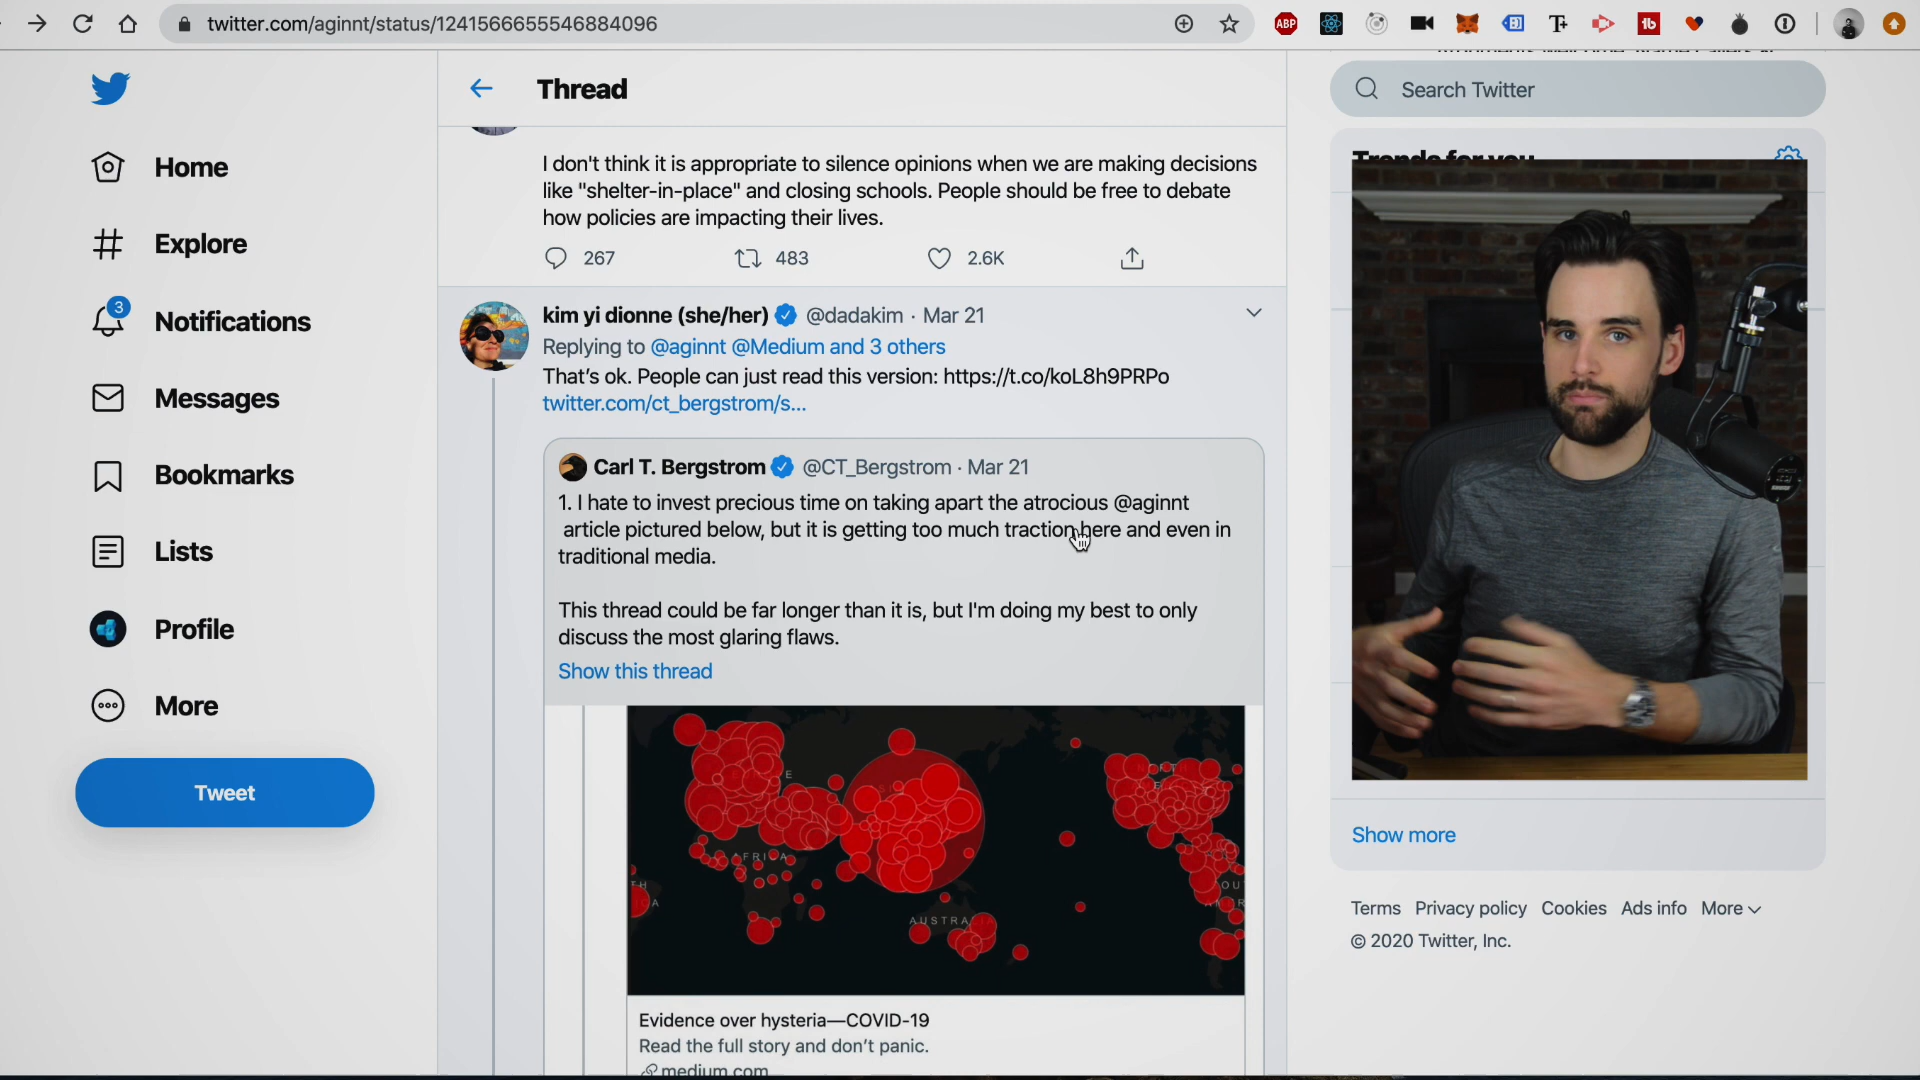 twitter.com/aginnt/status/1241566655546884096
ABP
T+
tb
Thread
Search Twitter
Trends for you
Home
Explore
3
Notifications
Messages
Bookmarks
Lists
Profile
More
Tweet
I don't think it is appropriate to silence opinions when we are making decisions
like "shelter-in-place" and closing schools. People should be free to debate
how policies are impacting their lives.
267 483 2.6K
kim yi dionne (she/her) @dadakim · Mar 21
Replying to @aginnt @Medium and 3 others
That's ok. People can just read this version: https://t.co/koL8h9PRPo
twitter.com/ct_bergstrom/s...
Carl T. Bergstrom @CT_Bergstrom · Mar 21
1. I hate to invest precious time on taking apart the atrocious @aginnt
article pictured below, but it is getting too much traction here and even in
traditional media.
This thread could be far longer than it is, but I'm doing my best to only
discuss the most glaring flaws.
Show this thread
AFRICA
AUSTRALIA
Evidence over hysteria—COVID-19
Read the full story and don't panic.
medium.com
Show more
Terms Privacy policy Cookies Ads info More
© 2020 Twitter, Inc.